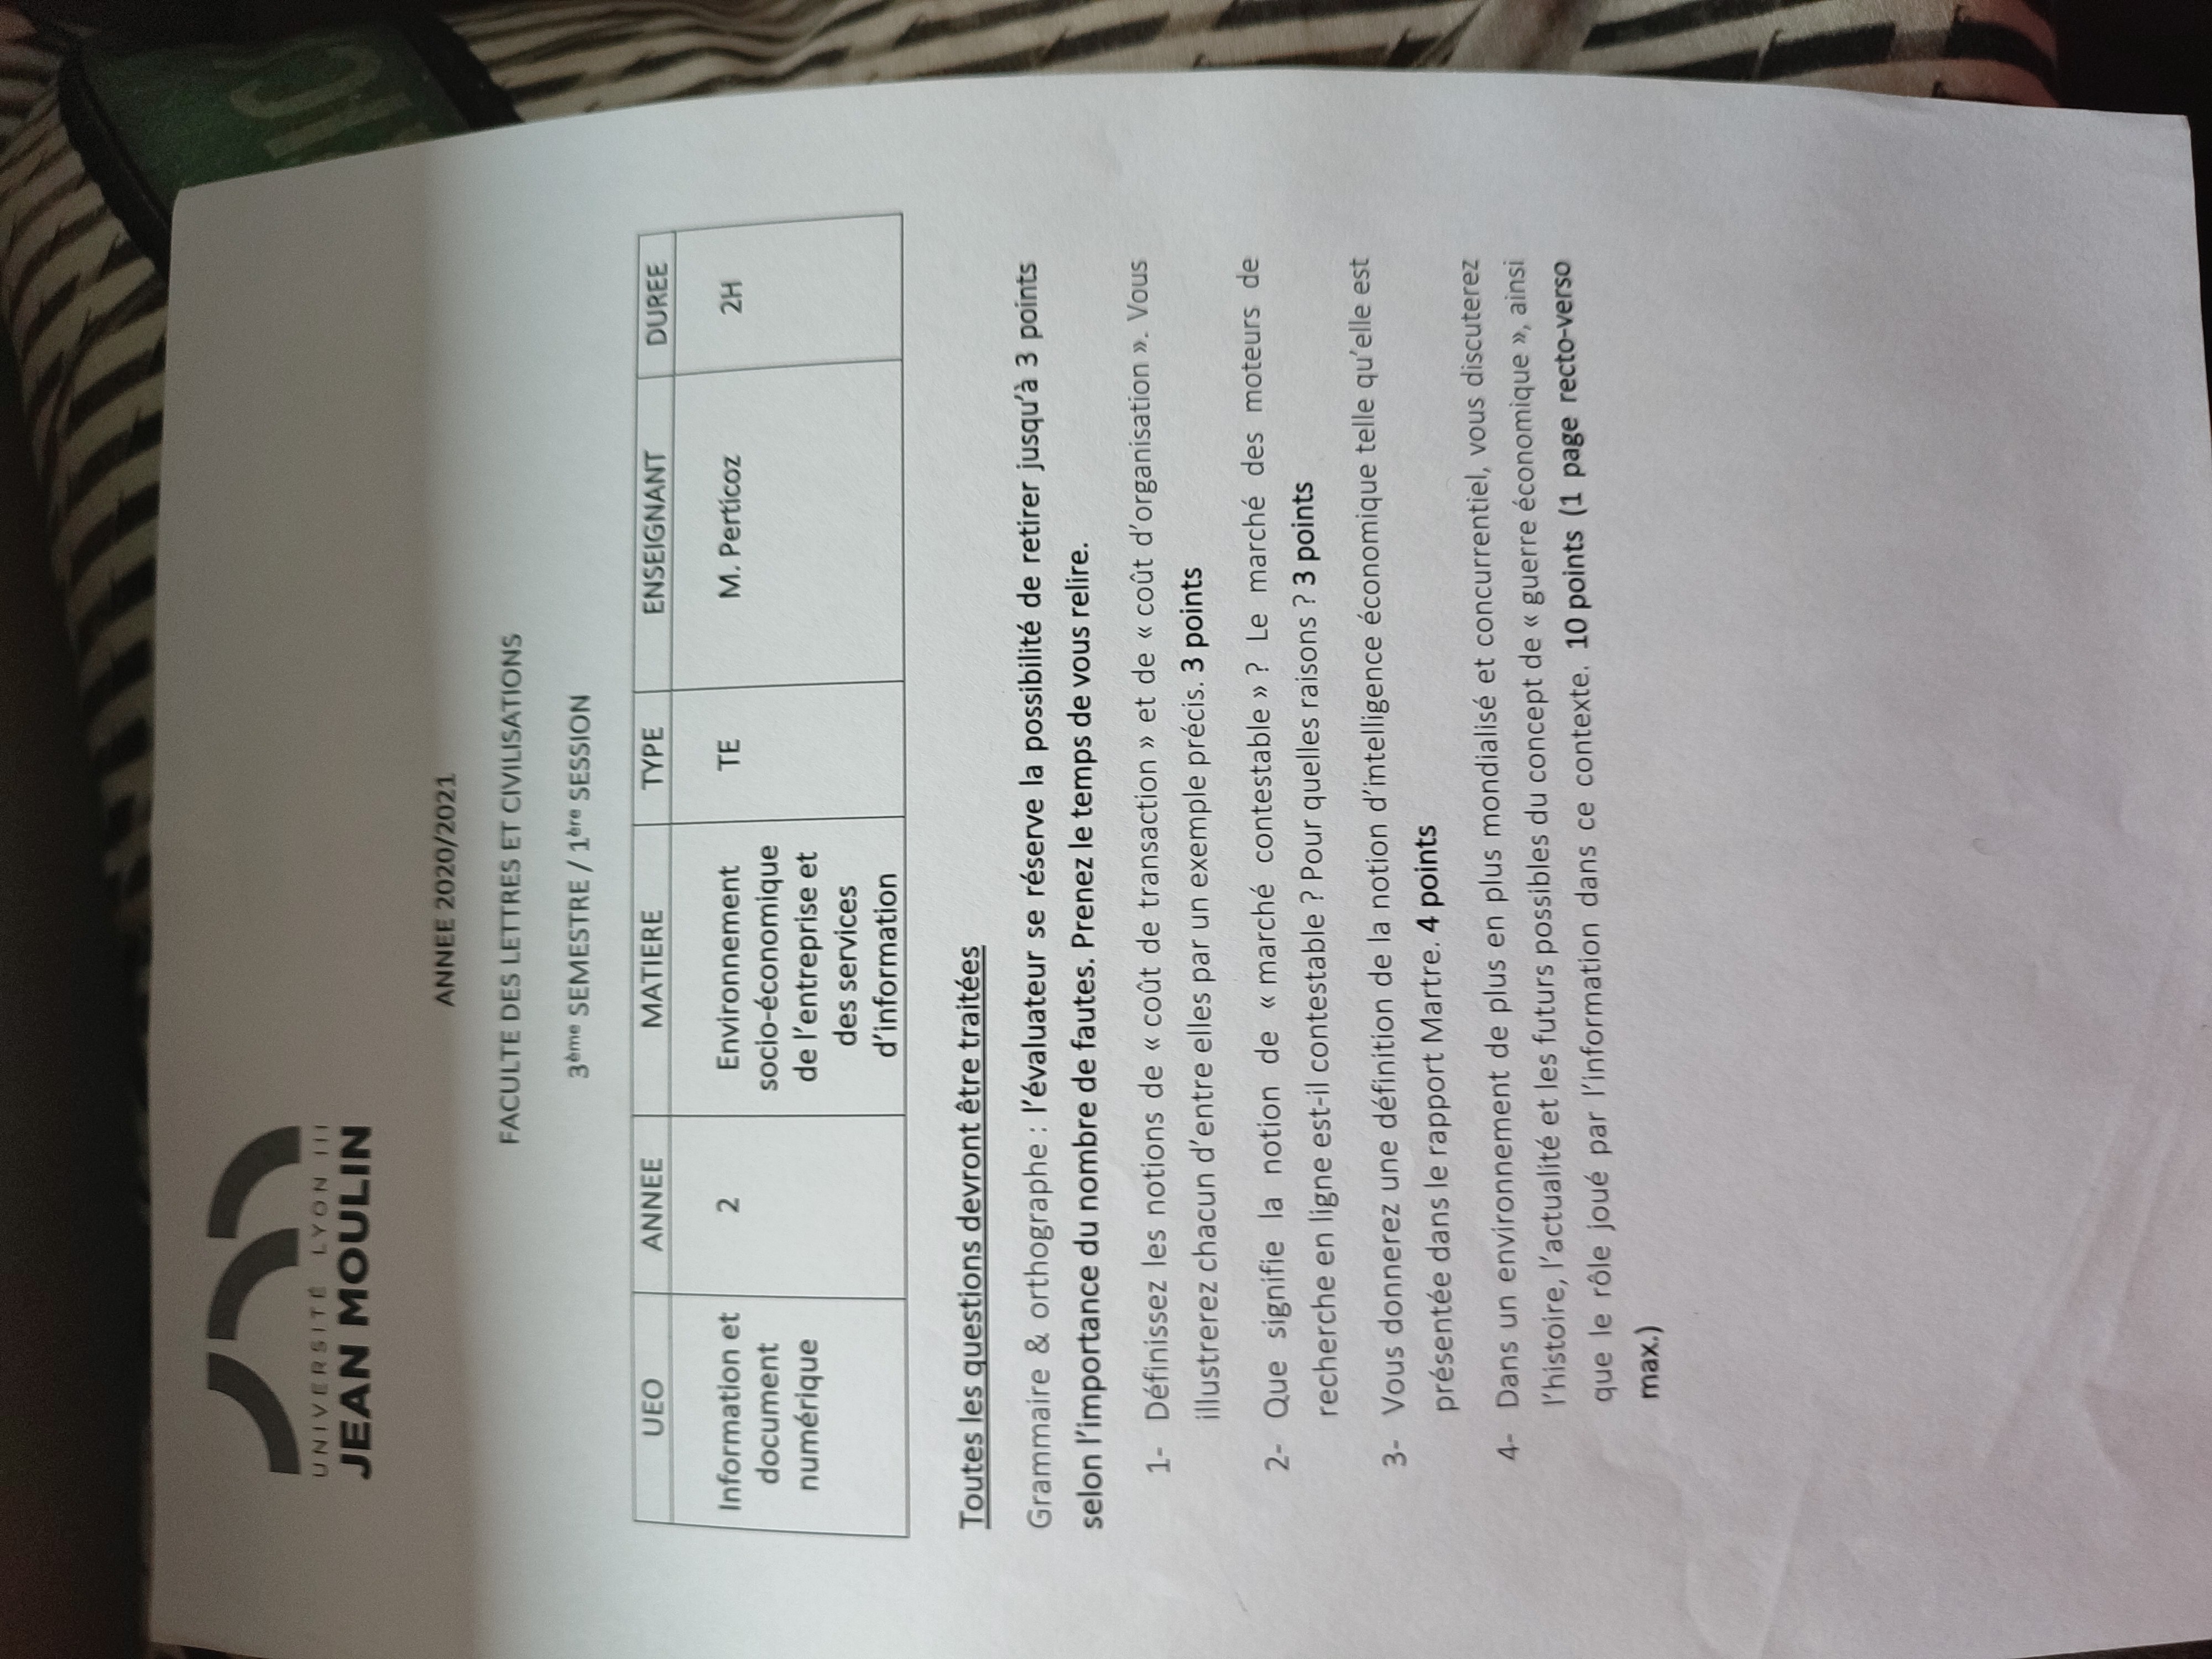 UNIVERSITÉ LYON III
JEAN MOULIN
ANNEE 2020/2021
FACULTE DES LETTRES ET CIVILISATIONS
3ème SEMESTRE / 1ère SESSION
UEO ANNEE MATIERE TYPE ENSEIGNANT DUREE
Information et 2 Environnement TE M. Perticoz 2H
document socio-économique
numérique de l'entreprise et
des services
d'information
Toutes les questions devront être traitées
Grammaire & orthographe : l'évaluateur se réserve la possibilité de retirer jusqu'à 3 points
selon l'importance du nombre de fautes. Prenez le temps de vous relire.
1- Définissez les notions de « coût de transaction » et de « coût d'organisation ». Vous
illustrerez chacun d'entre elles par un exemple précis. 3 points
2- Que signifie la notion de « marché contestable » ? Le marché des moteurs de
recherche en ligne est-il contestable ? Pour quelles raisons ? 3 points
3- Vous donnerez une définition de la notion d'intelligence économique telle qu'elle est
présentée dans le rapport Martre. 4 points
4- Dans un environnement de plus en plus mondialisé et concurrentiel, vous discuterez
l'histoire, l'actualité et les futurs possibles du concept de « guerre économique », ainsi
que le rôle joué par l'information dans ce contexte. 10 points (1 page recto-verso
max.)